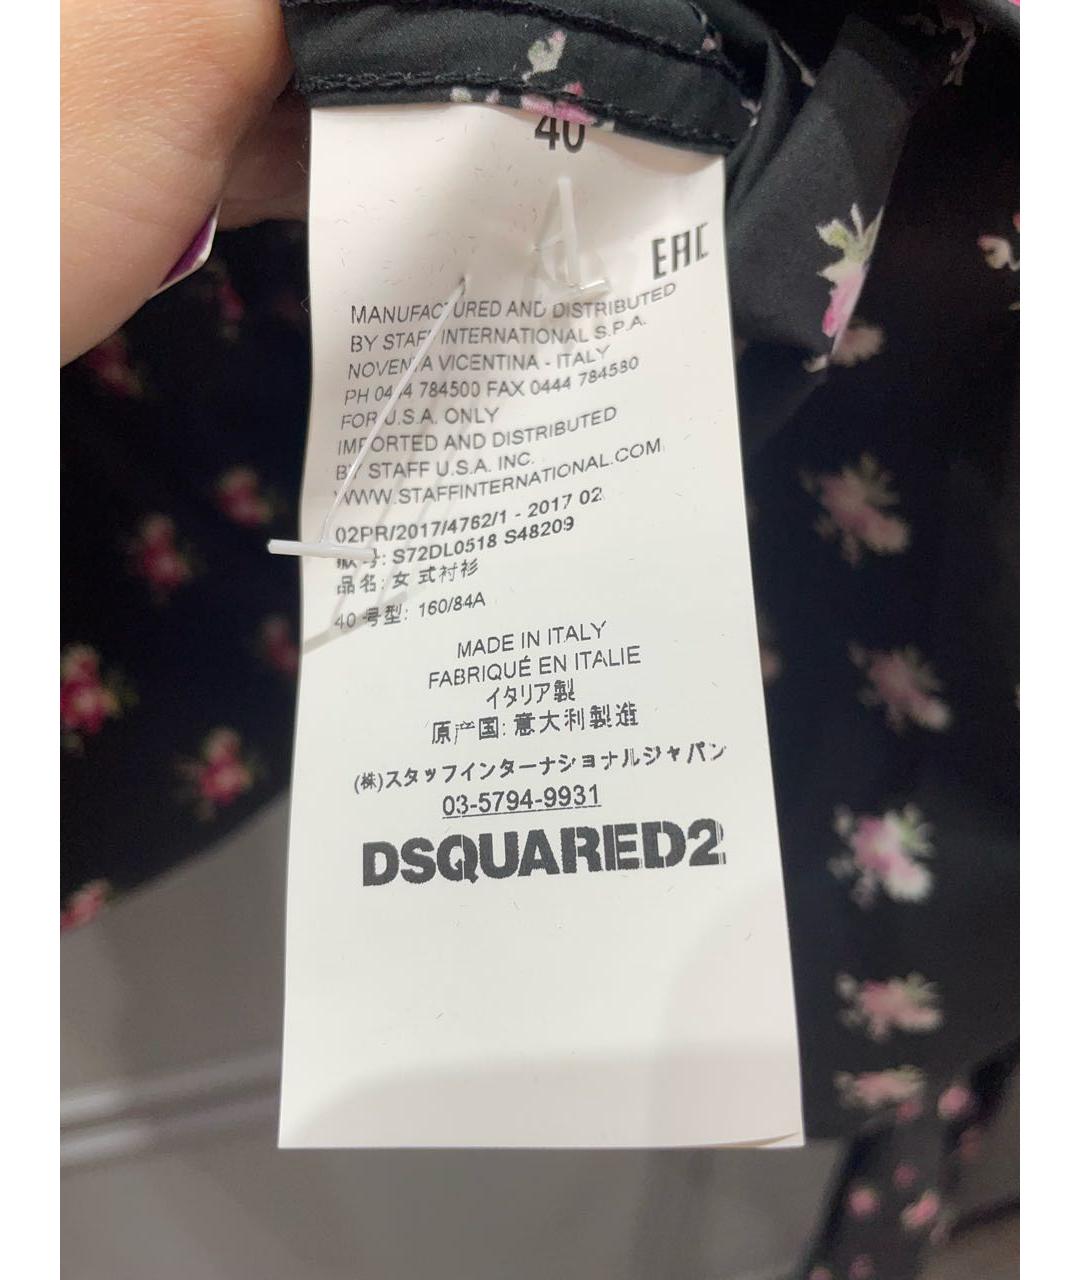 40
EAC
MANUFACTURED AND DISTRIBUTED
BY STAFF INTERNATIONAL S.P.A.
NOVENTA VICENTINA - ITALY
PH 0444 784500 FAX 0444 784580
FOR U.S.A. ONLY
IMPORTED AND DISTRIBUTED
BY STAFF U.S.A. INC.
WWW.STAFFINTERNATIONAL.COM
02PR/2017/4762/1 - 2017 02
款号: S72DL0518 S48209
品名: 女式衬衫
40 号型: 160/84A
MADE IN ITALY
FABRIQUÉ EN ITALIE
イタリア製
原产国: 意大利製造
(株)スタッフインターナショナルジャパン
03-5794-9931
DSQUARED2